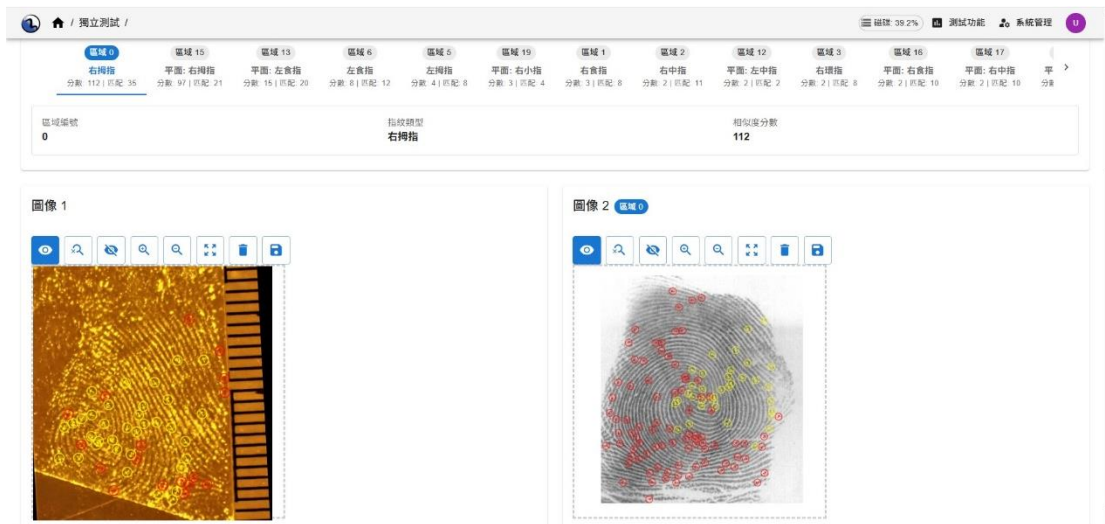 / 獨立測試 /
磁碟: 39.2%
測試功能
系統管理
U
區域 0 區域 15 區域 13 區域 6 區域 5 區域 19 區域 1 區域 2 區域 12 區域 3 區域 16 區域 17
右拇指 平面: 右拇指 平面: 左食指 左食指 左拇指 平面: 右小指 右食指 右中指 平面: 左中指 右環指 平面: 右食指 平面: 右中指 平
分數: 112 | 匹配: 35 分數: 97 | 匹配: 21 分數: 15 | 匹配: 20 分數: 8 | 匹配: 12 分數: 4 | 匹配: 8 分數: 3 | 匹配: 4 分數: 3 | 匹配: 8 分數: 2 | 匹配: 11 分數: 2 | 匹配: 2 分數: 2 | 匹配: 8 分數: 2 | 匹配: 10 分數: 2 | 匹配: 10
區域編號 指紋類型 相似度分數
0 右拇指 112
圖像 1
圖像 2 區域 0